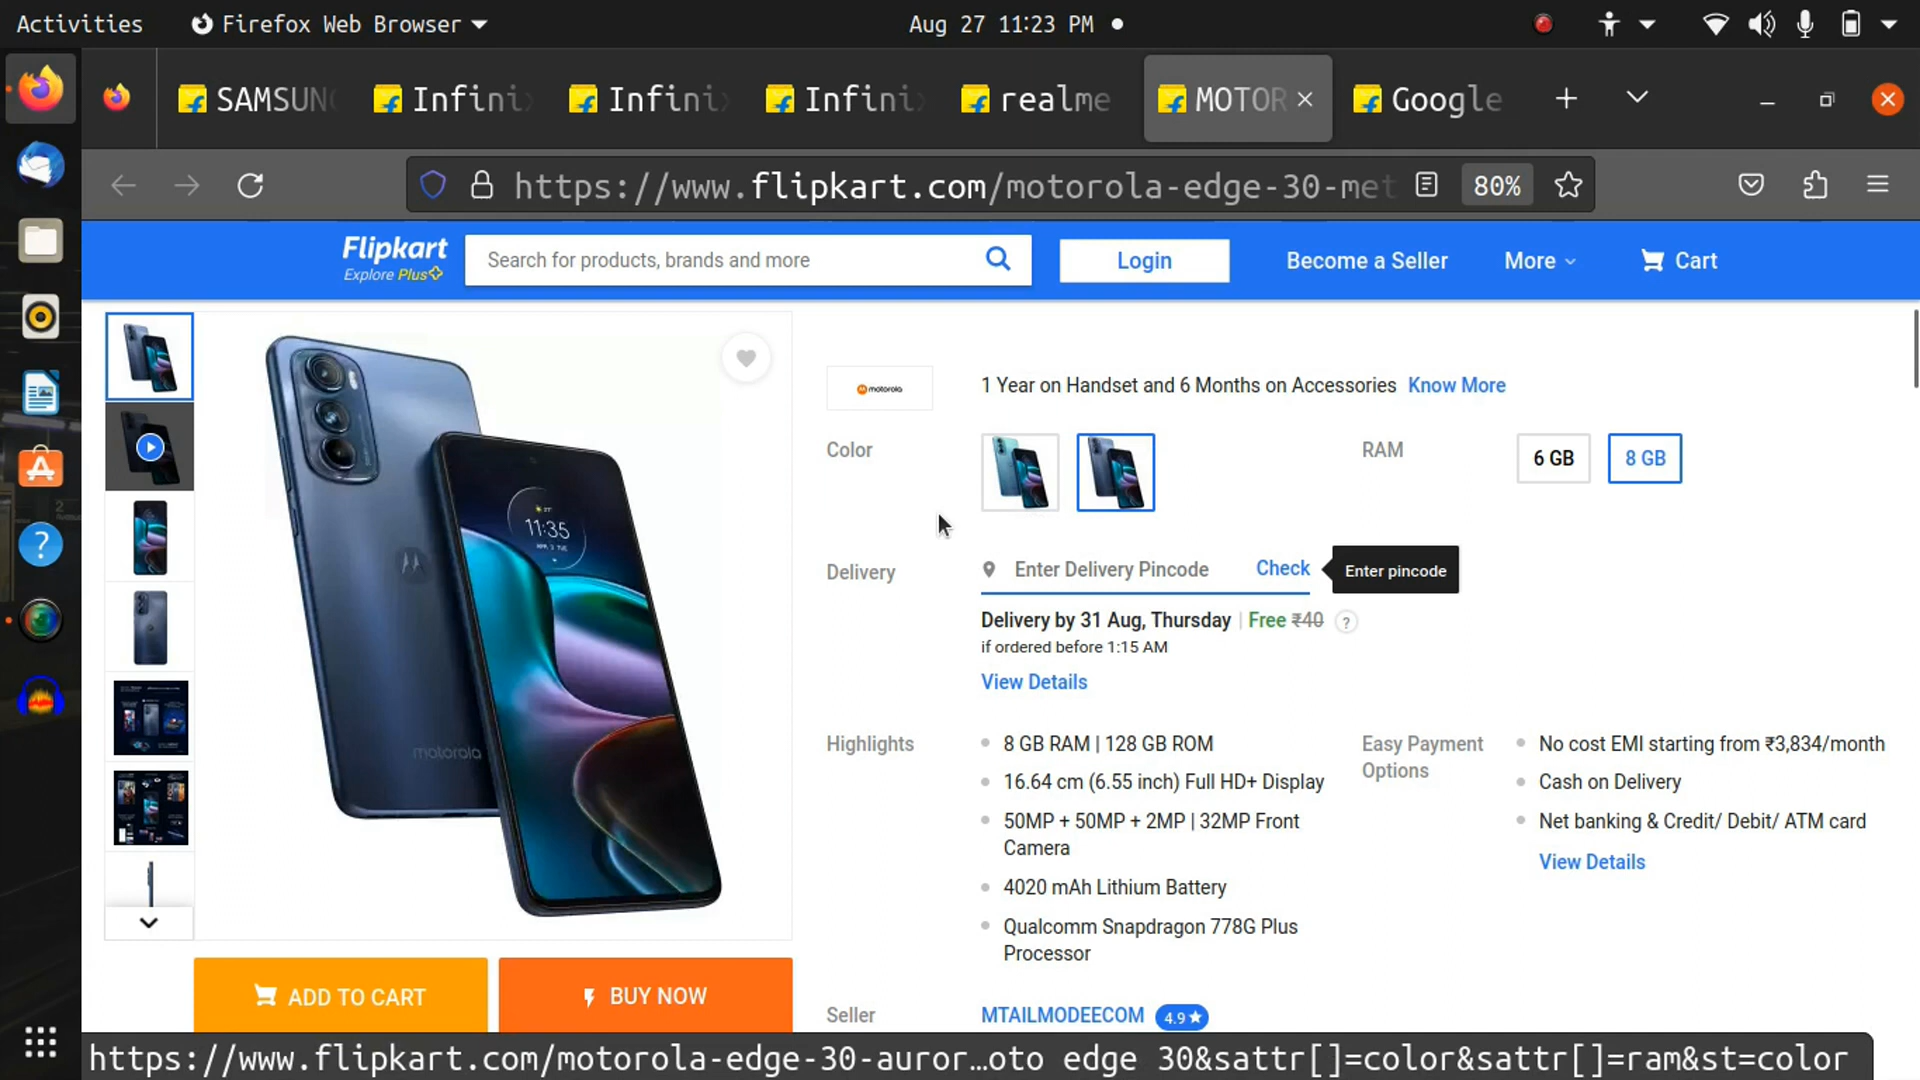 Activities
Firefox Web Browser
Aug 27 11:23 PM
SAMSUN
Infini
Infini
Infini
realme
MOTOR
Google
https://www.flipkart.com/motorola-edge-30-met
80%
Flipkart
Explore Plus
Search for products, brands and more
Login
Become a Seller
More
Cart
motorola
1 Year on Handset and 6 Months on Accessories Know More
Color
RAM
6 GB
8 GB
11:35
motorola
Delivery
Enter Delivery Pincode
Check
Enter pincode
Delivery by 31 Aug, Thursday | Free ₹40 ?
if ordered before 1:15 AM
View Details
Highlights
8 GB RAM | 128 GB ROM
16.64 cm (6.55 inch) Full HD+ Display
50MP + 50MP + 2MP | 32MP Front
Camera
4020 mAh Lithium Battery
Qualcomm Snapdragon 778G Plus
Processor
Easy Payment
Options
No cost EMI starting from ₹3,834/month
Cash on Delivery
Net banking & Credit/ Debit/ ATM card
View Details
ADD TO CART
BUY NOW
Seller
MTAILMODEECOM
4.9★
https://www.flipkart.com/motorola-edge-30-auror…oto edge 30&sattr[]=color&sattr[]=ram&st=color